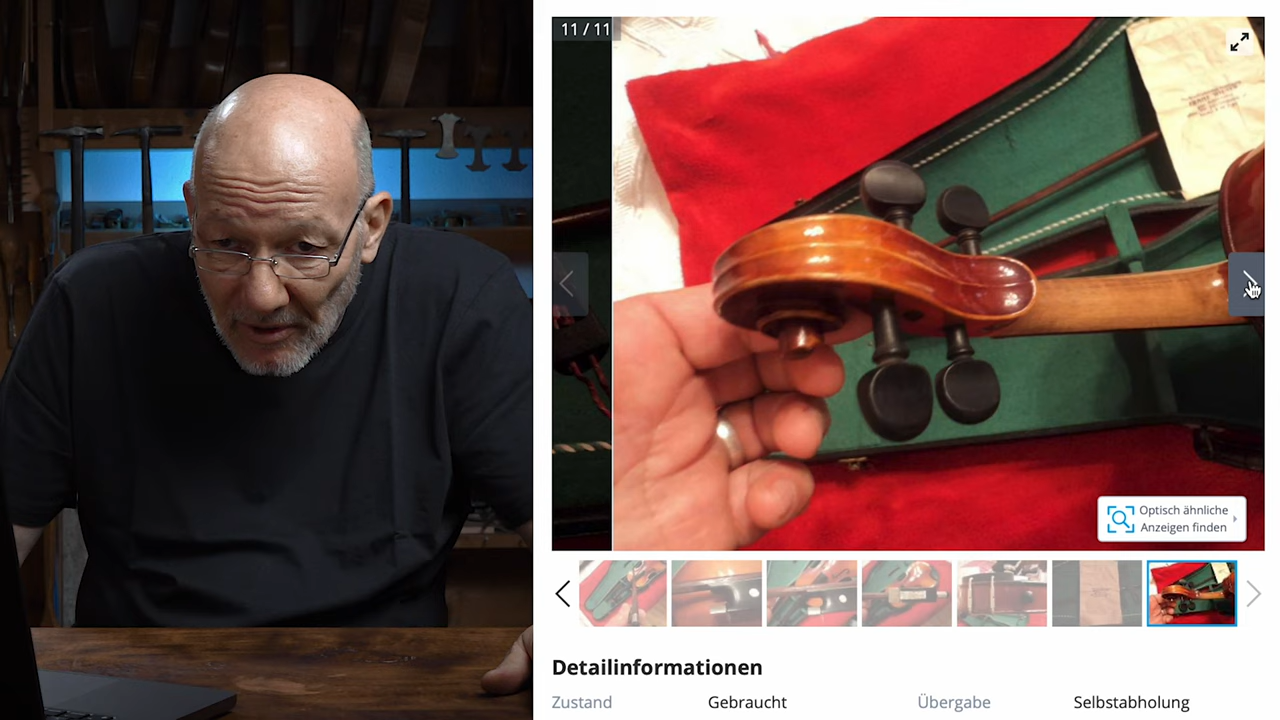 11 / 11
Optisch ähnliche
Anzeigen finden
Detailinformationen
Zustand Gebraucht Übergabe Selbstabholung